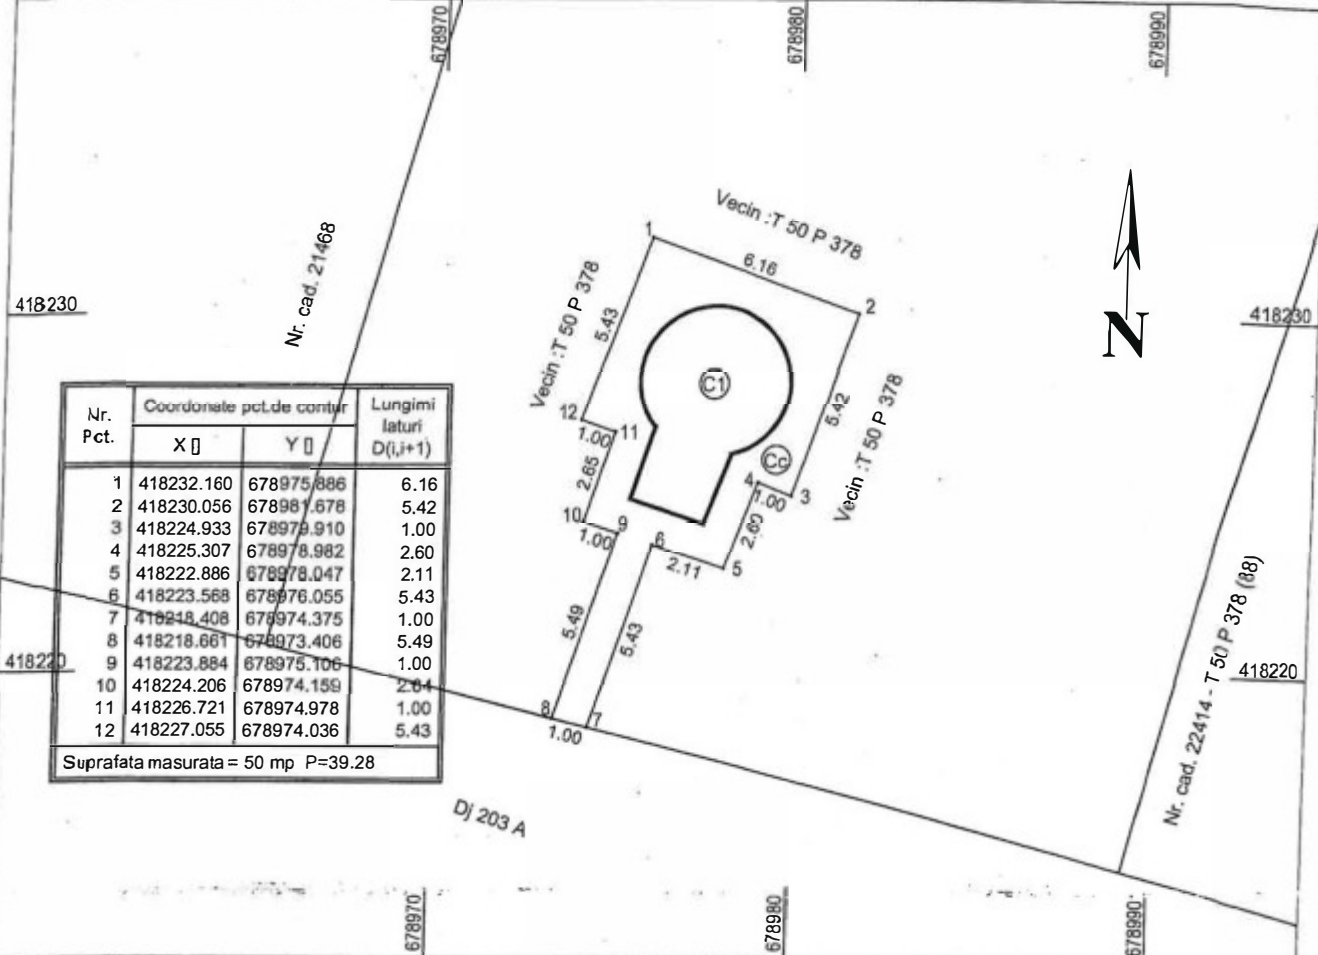 678970
678980
678990
Vecin :T 50 P 378
1
6.16
2
Nr. cad. 21468
Vecin :T 50 P 378
5.43
418230
418230
N
C1
5.42
Vecin :T 50 P 378
12
1.00
11
2.65
Cc
4
1.00
3
2.60
10
1.00
9
6
2.11
5
Nr. Pct.
Coordonate pct.de contur
Lungimi laturi D(i,i+1)
X []
Y []
1 418232.160 678975.886 6.16
2 418230.056 678981.678 5.42
3 418224.933 678979.910 1.00
4 418225.307 678978.982 2.60
5 418222.886 678978.047 2.11
6 418223.568 678976.055 5.43
7 418218.408 678974.375 1.00
8 418218.661 678973.406 5.49
9 418223.884 678975.106 1.00
10 418224.206 678974.159 2.64
11 418226.721 678974.978 1.00
12 418227.055 678974.036 5.43
Suprafata masurata = 50 mp P=39.28
5.49
5.43
418220
418220
8
1.00
7
Nr. cad. 22414 - T 50 P 378 (88)
Dj 203 A
678970
678980
678990